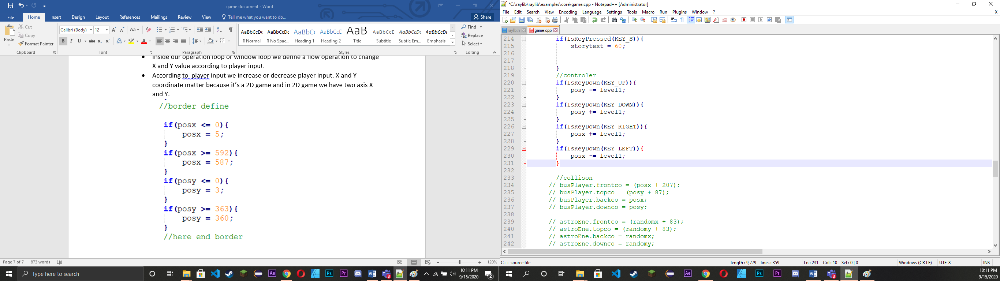 game document - Word
File Home Insert Design Layout References Mailings Review View Tell me what you want to do... Share
Paste
Cut
Copy
Format Painter
Clipboard
Calibri (Body) 12
Font
Paragraph
AaBbCcDc AaBbCcDc AaBbC( AaBbCcC AaB AaBbCcC AaBbCcDc AaBbCcDc
¶ Normal ¶ No Spac... Heading 1 Heading 2 Title Subtitle Subtle Em... Emphasis
Styles
Find
Replace
Select
Editing
• Inside our operation loop or window loop we define a flow operation to change
X and Y value according to player input.
• According to  player input we increase or decrease player input. X and Y
coordinate matter because it's a 2D game and in 2D game we have two axis X
and Y.
//border define
if(posx <= 0){
posx = 5;
}
if(posx >= 592){
posx = 587;
}
if(posy <= 0){
posy = 3;
}
if(posy >= 363){
posy = 360;
}
//here end border
Page 7 of 7 873 words 120%
Type here to search
10:11 PM
9/15/2020
*C:\raylib\raylib\examples\core\game.cpp - Notepad++ [Administrator]
File Edit Search View Encoding Language Settings Tools Macro Run Plugins Window ? X
raylib.h game.cpp
214 if(IsKeyPressed(KEY_S)){
215 storytext = 60;
216
217
218 }
219 //controler
220 if(IsKeyDown(KEY_UP)){
221 posy -= level1;
222 }
223 if(IsKeyDown(KEY_DOWN)){
224 posy += level1;
225 }
226 if(IsKeyDown(KEY_RIGHT)){
227 posx += level1;
228 }
229 if(IsKeyDown(KEY_LEFT)){
230 posx -= level1;
231 }
232
233 //collison
234 // busPlayer.frontco = (posx + 207);
235 // busPlayer.topco = (posy + 87);
236 // busPlayer.backco = posx;
237 // busPlayer.downco = posy;
238
239 // astroEne.frontco = (randomx + 83);
240 // astroEne.topco = (randomy + 83);
241 // astroEne.backco = randomx;
242 // astroEne.downco = randomy;
C++ source file length : 9,779 lines : 359 Ln : 231 Col : 10 Sel : 0 | 0 Windows (CR LF) UTF-8 INS
10:11 PM
9/15/2020